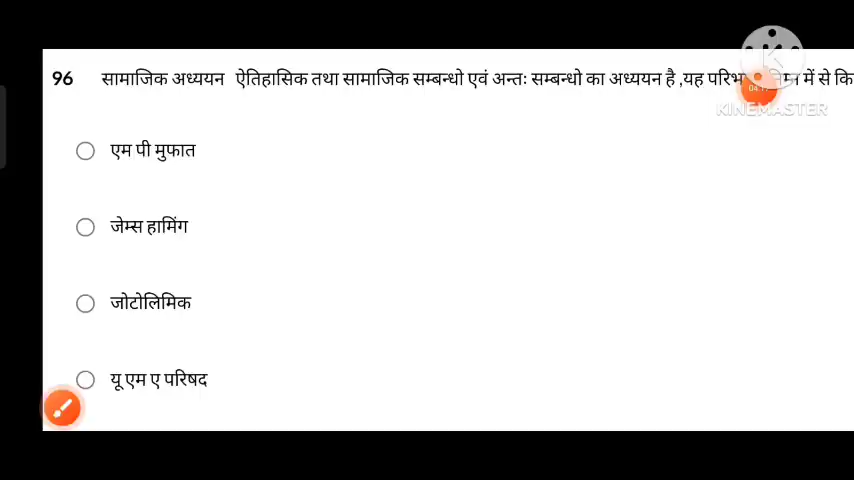 96 सामाजिक अध्ययन ऐतिहासिक तथा सामाजिक सम्बन्धो एवं अन्तः सम्बन्धो का अध्ययन है ,यह में से
KINEMASTER
एम पी मुफात
जेम्स हामिंग
जोटोलिमिक
यू एम ए परिषद